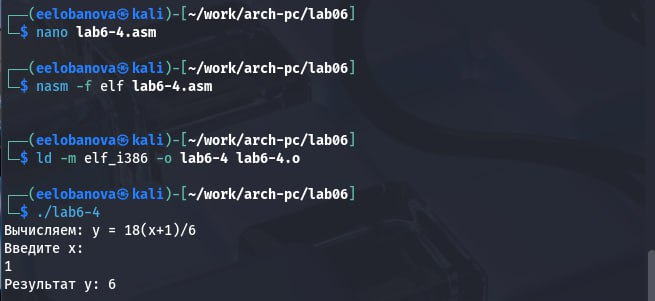 ┌──(eelobanova㉿kali)-[~/work/arch-pc/lab06]
└─$ nano lab6-4.asm
┌──(eelobanova㉿kali)-[~/work/arch-pc/lab06]
└─$ nasm -f elf lab6-4.asm
┌──(eelobanova㉿kali)-[~/work/arch-pc/lab06]
└─$ ld -m elf_i386 -o lab6-4 lab6-4.o
┌──(eelobanova㉿kali)-[~/work/arch-pc/lab06]
└─$ ./lab6-4
Вычисляем: y = 18(x+1)/6
Введите x:
1
Результат y: 6